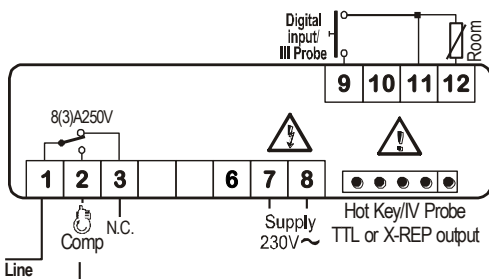 Digital
input/
III Probe
Room
9 10 11 12
8(3)A250V
1 2 3 6 7 8
Comp
N.C.
Supply
230V~
Hot Key/IV Probe
TTL or X-REP output
Line